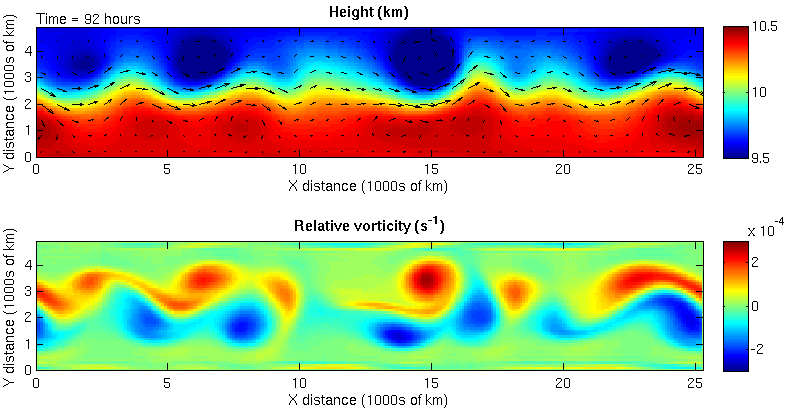 Height (km)
Time = 92 hours
Y distance (1000s of km)
4
3
2
1
0
0 5 10 15 20 25
X distance (1000s of km)
10.5
10
9.5
Relative vorticity (s⁻¹)
Y distance (1000s of km)
4
3
2
1
0
0 5 10 15 20 25
X distance (1000s of km)
x 10⁻⁴
2
0
-2